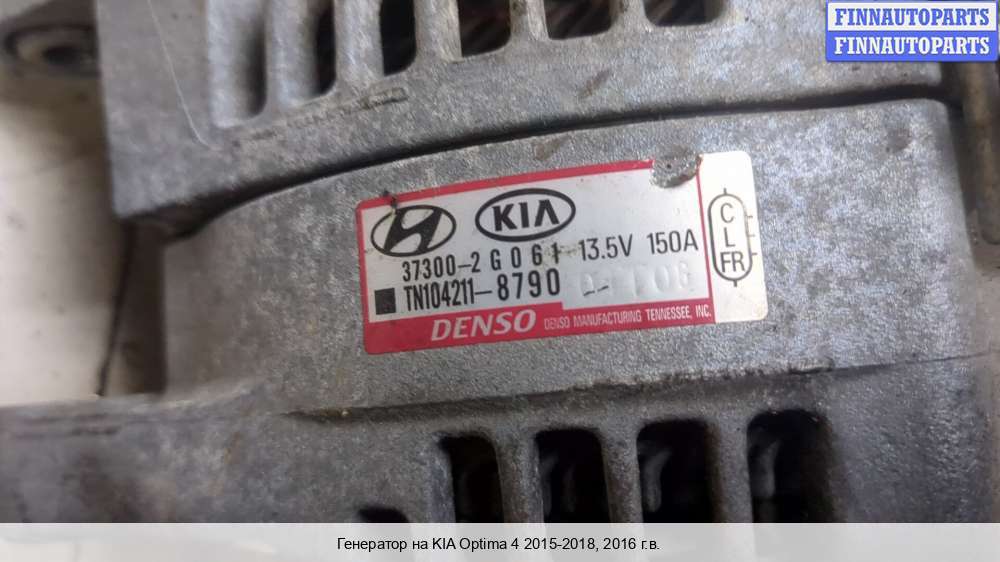 FINNAUTOPARTS
FINNAUTOPARTS
KIA
37300-2G061 13.5V 150A
TN104211-8790
DENSO DENSO MANUFACTURING TENNESSEE, INC.
C
L
FR
Генератор на KIA Optima 4 2015-2018, 2016 г.в.